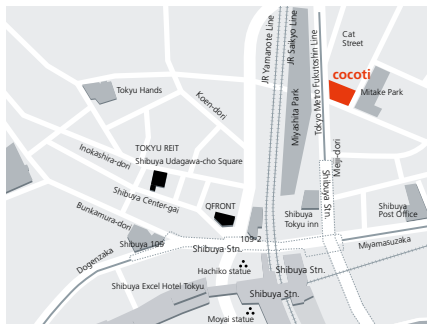 JR Yamanote Line
JR Saikyo Line
Tokyo Metro Fukutoshin Line
Cat
Street
cocoti
Mitake Park
Tokyu Hands
Koen-dori
Miyashita Park
Meiji-dori
TOKYU REIT
Shibuya Udagawa-cho Square
Inokashira-dori
Shibuya Center-gai
Bunkamura-dori
QFRONT
Shibuya Stn.
Shibuya
Tokyu inn
Shibuya
Post Office
109-2
Shibuya 109
Shibuya Stn.
Miyamasuzaka
Dogenzaka
Hachiko statue
Shibuya Stn.
Shibuya Excel Hotel Tokyu
Shibuya Stn.
Moyai statue